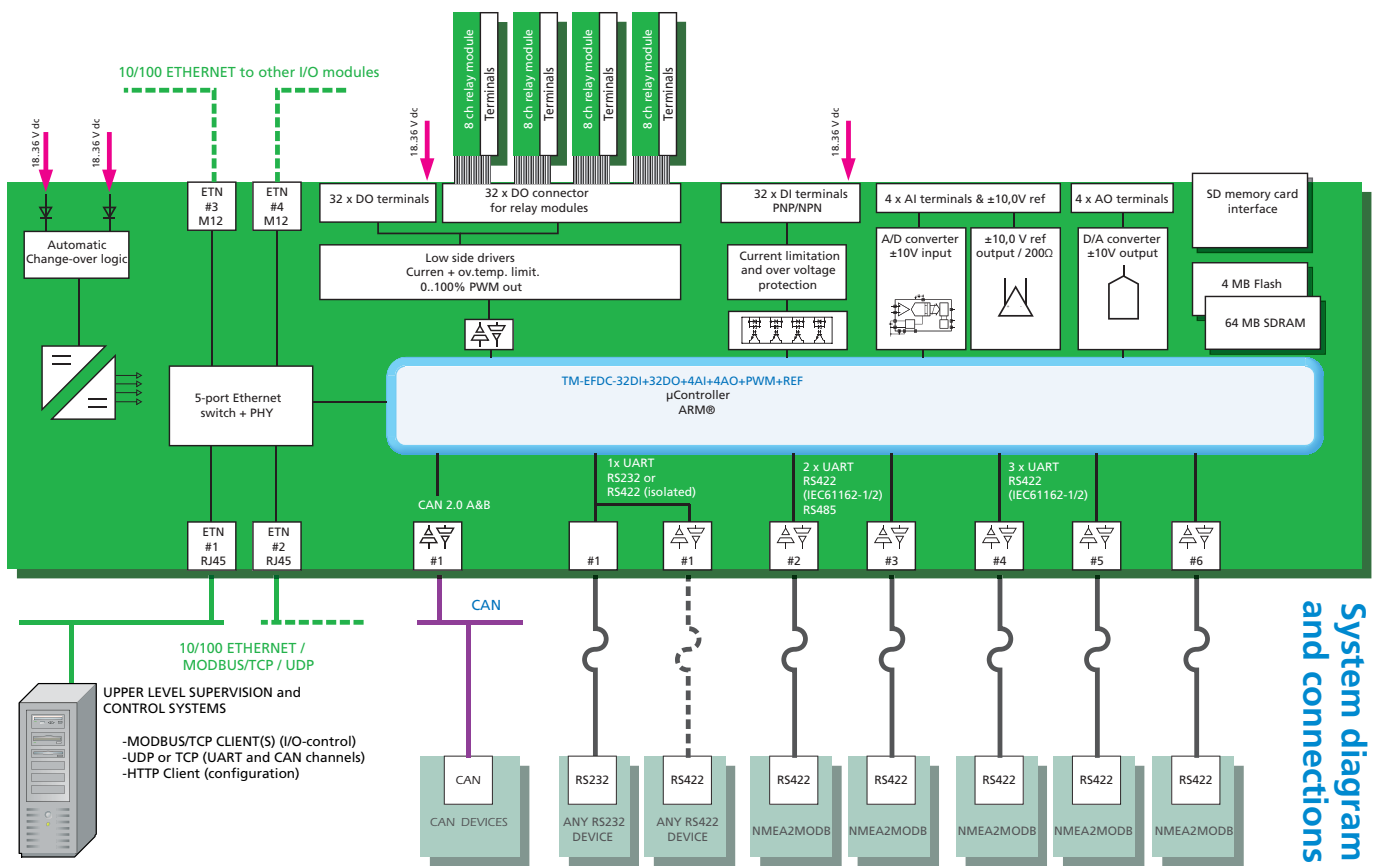 10/100 ETHERNET to other I/O modules
18..36 V dc
18..36 V dc
18..36 V dc
8 ch relay module
Terminals
8 ch relay module
Terminals
8 ch relay module
Terminals
8 ch relay module
Terminals
18..36 V dc
ETN
#3
M12
ETN
#4
M12
32 x DO terminals
32 x DO connector
for relay modules
32 x DI terminals
PNP/NPN
4 x AI terminals & ±10,0V ref
4 x AO terminals
SD memory card
interface
Automatic
Change-over logic
Low side drivers
Curren + ov.temp. limit.
0..100% PWM out
Current limitation
and over voltage
protection
A/D converter
±10V input
±10,0 V ref
output / 200Ω
D/A converter
±10V output
4 MB Flash
64 MB SDRAM
5-port Ethernet
switch + PHY
TM-EFDC-32DI+32DO+4AI+4AO+PWM+REF
µController
ARM®
CAN 2.0 A&B
1x UART
RS232 or
RS422 (isolated)
2 x UART
RS422
(IEC61162-1/2)
RS485
3 x UART
RS422
(IEC61162-1/2)
ETN
#1
RJ45
ETN
#2
RJ45
#1
#1
#1
#2
#3
#4
#5
#6
CAN
10/100 ETHERNET /
MODBUS/TCP / UDP
UPPER LEVEL SUPERVISION and
CONTROL SYSTEMS
-MODBUS/TCP CLIENT(S) (I/O-control)
-UDP or TCP (UART and CAN channels)
-HTTP Client (configuration)
CAN
CAN DEVICES
RS232
ANY RS232
DEVICE
RS422
ANY RS422
DEVICE
RS422
NMEA2MODB
RS422
NMEA2MODB
RS422
NMEA2MODB
RS422
NMEA2MODB
RS422
NMEA2MODB
System diagram
and connections